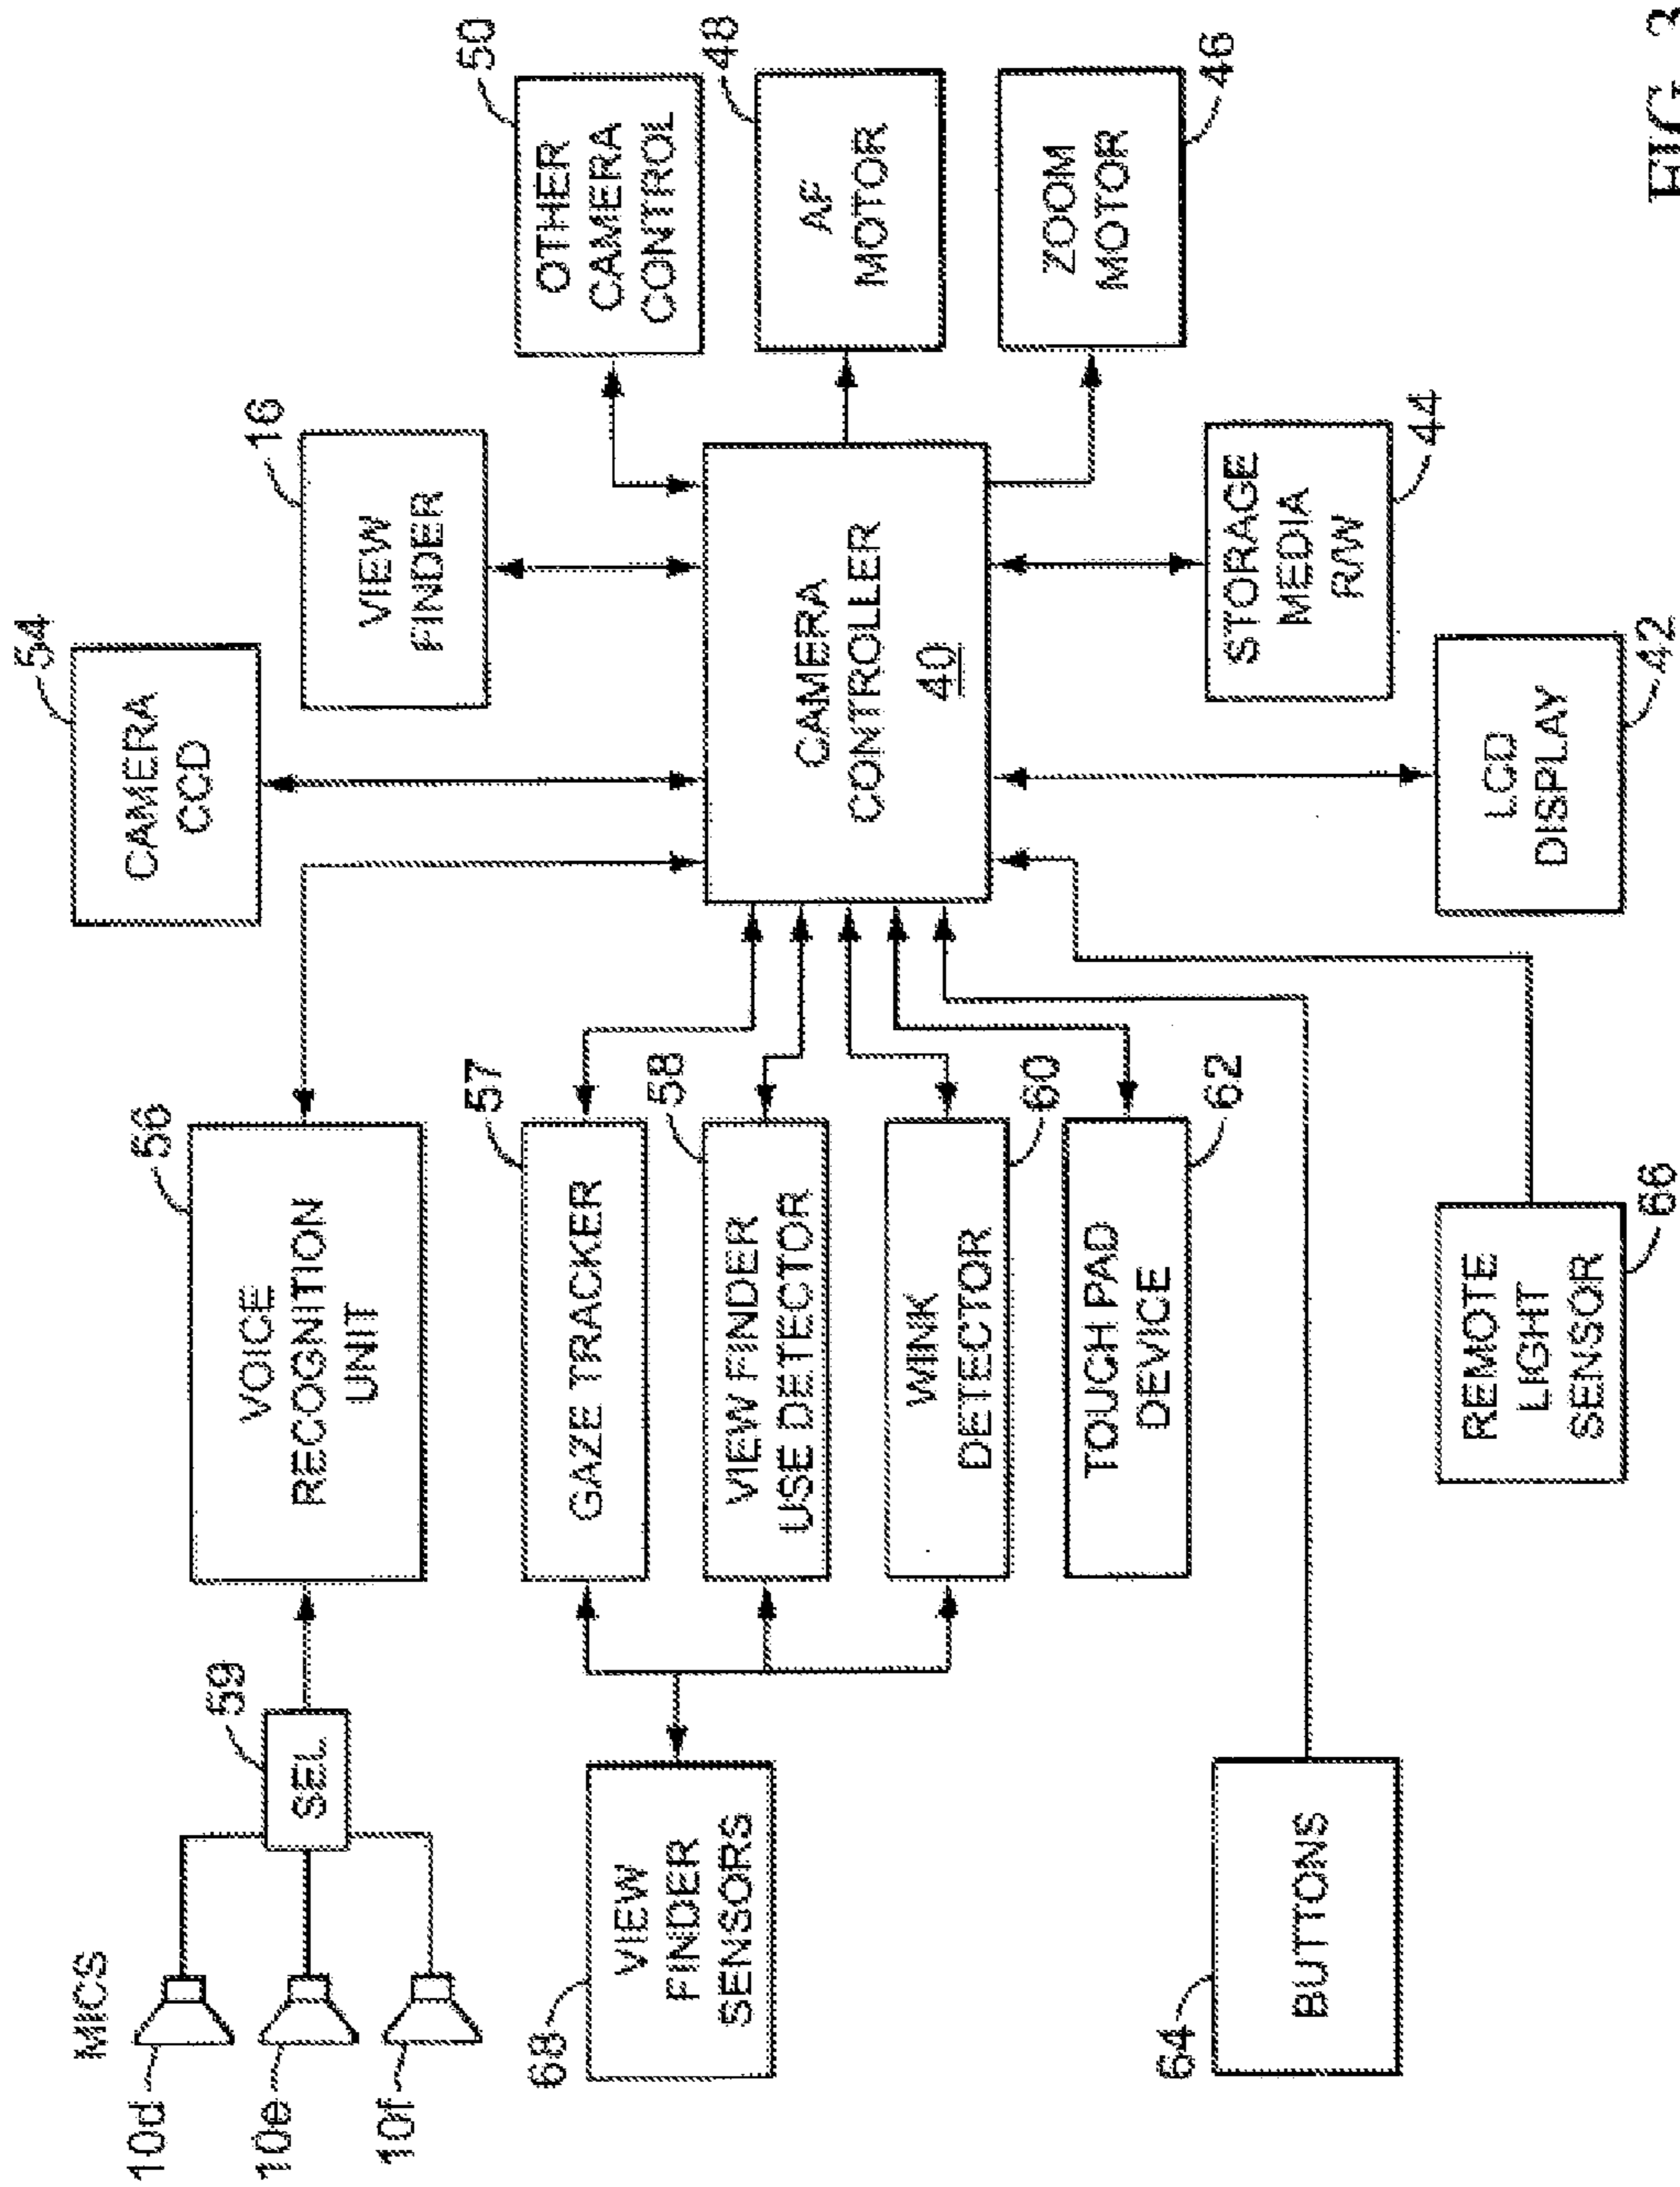 MICS
10d
10e
10f
59
SEL
56
VOICE
RECOGNITION
UNIT
54
CAMERA
CCD
16
VIEW
FINDER
50
OTHER
CAMERA
CONTROL
48
AF
MOTOR
46
ZOOM
MOTOR
CAMERA
CONTROLLER
40
57
GAZE TRACKER
58
VIEW FINDER
USE DETECTOR
WINK
DETECTOR
60
TOUCH PAD
DEVICE
62
68
VIEW
FINDER
SENSORS
64
BUTTONS
REMOTE
LIGHT
SENSOR
66
LCD
DISPLAY
42
STORAGE
MEDIA
R/W
44
FIG. 3